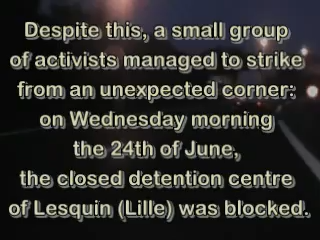 Despite this, a small group
of activists managed to strike
from an unexpected corner:
on Wednesday morning
the 24th of June,
the closed detention centre
of Lesquin (Lille) was blocked.